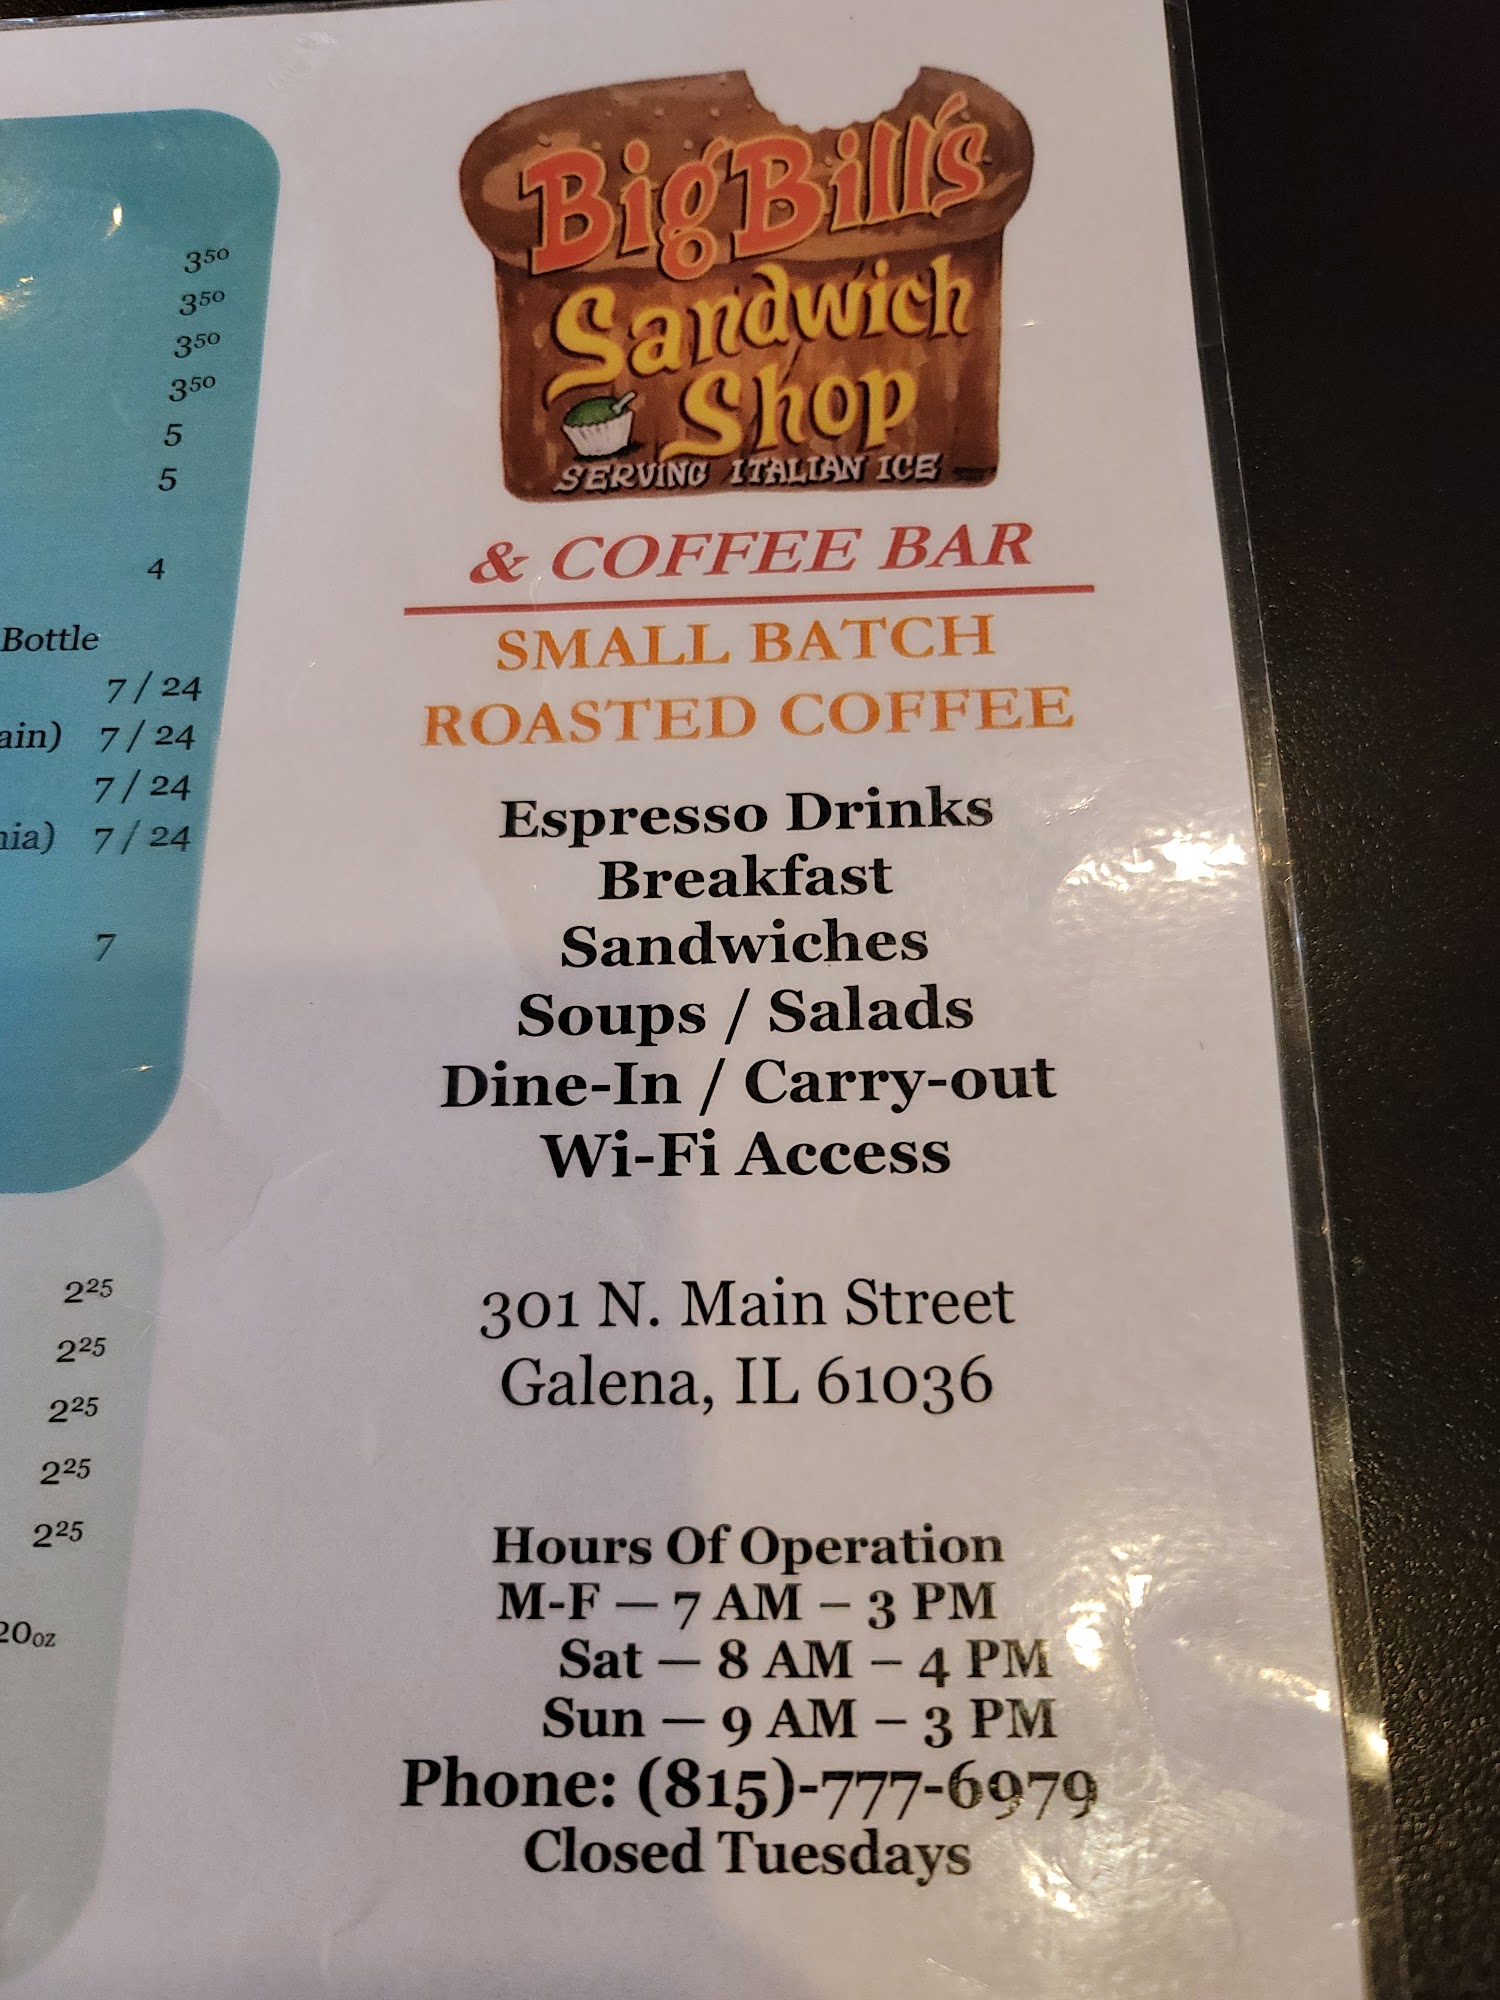 3⁵⁰
3⁵⁰
3⁵⁰
3⁵⁰
5
5
4
Bottle
7 / 24
7 / 24
7 / 24
7 / 24
7
2²⁵
2²⁵
2²⁵
2²⁵
2²⁵
20oz
Big Bill's
Sandwich
Shop
SERVING ITALIAN ICE
& COFFEE BAR
SMALL BATCH
ROASTED COFFEE
Espresso Drinks
Breakfast
Sandwiches
Soups / Salads
Dine-In / Carry-out
Wi-Fi Access
301 N. Main Street
Galena, IL 61036
Hours Of Operation
M-F — 7 AM – 3 PM
Sat — 8 AM – 4 PM
Sun — 9 AM – 3 PM
Phone: (815)-777-6979
Closed Tuesdays